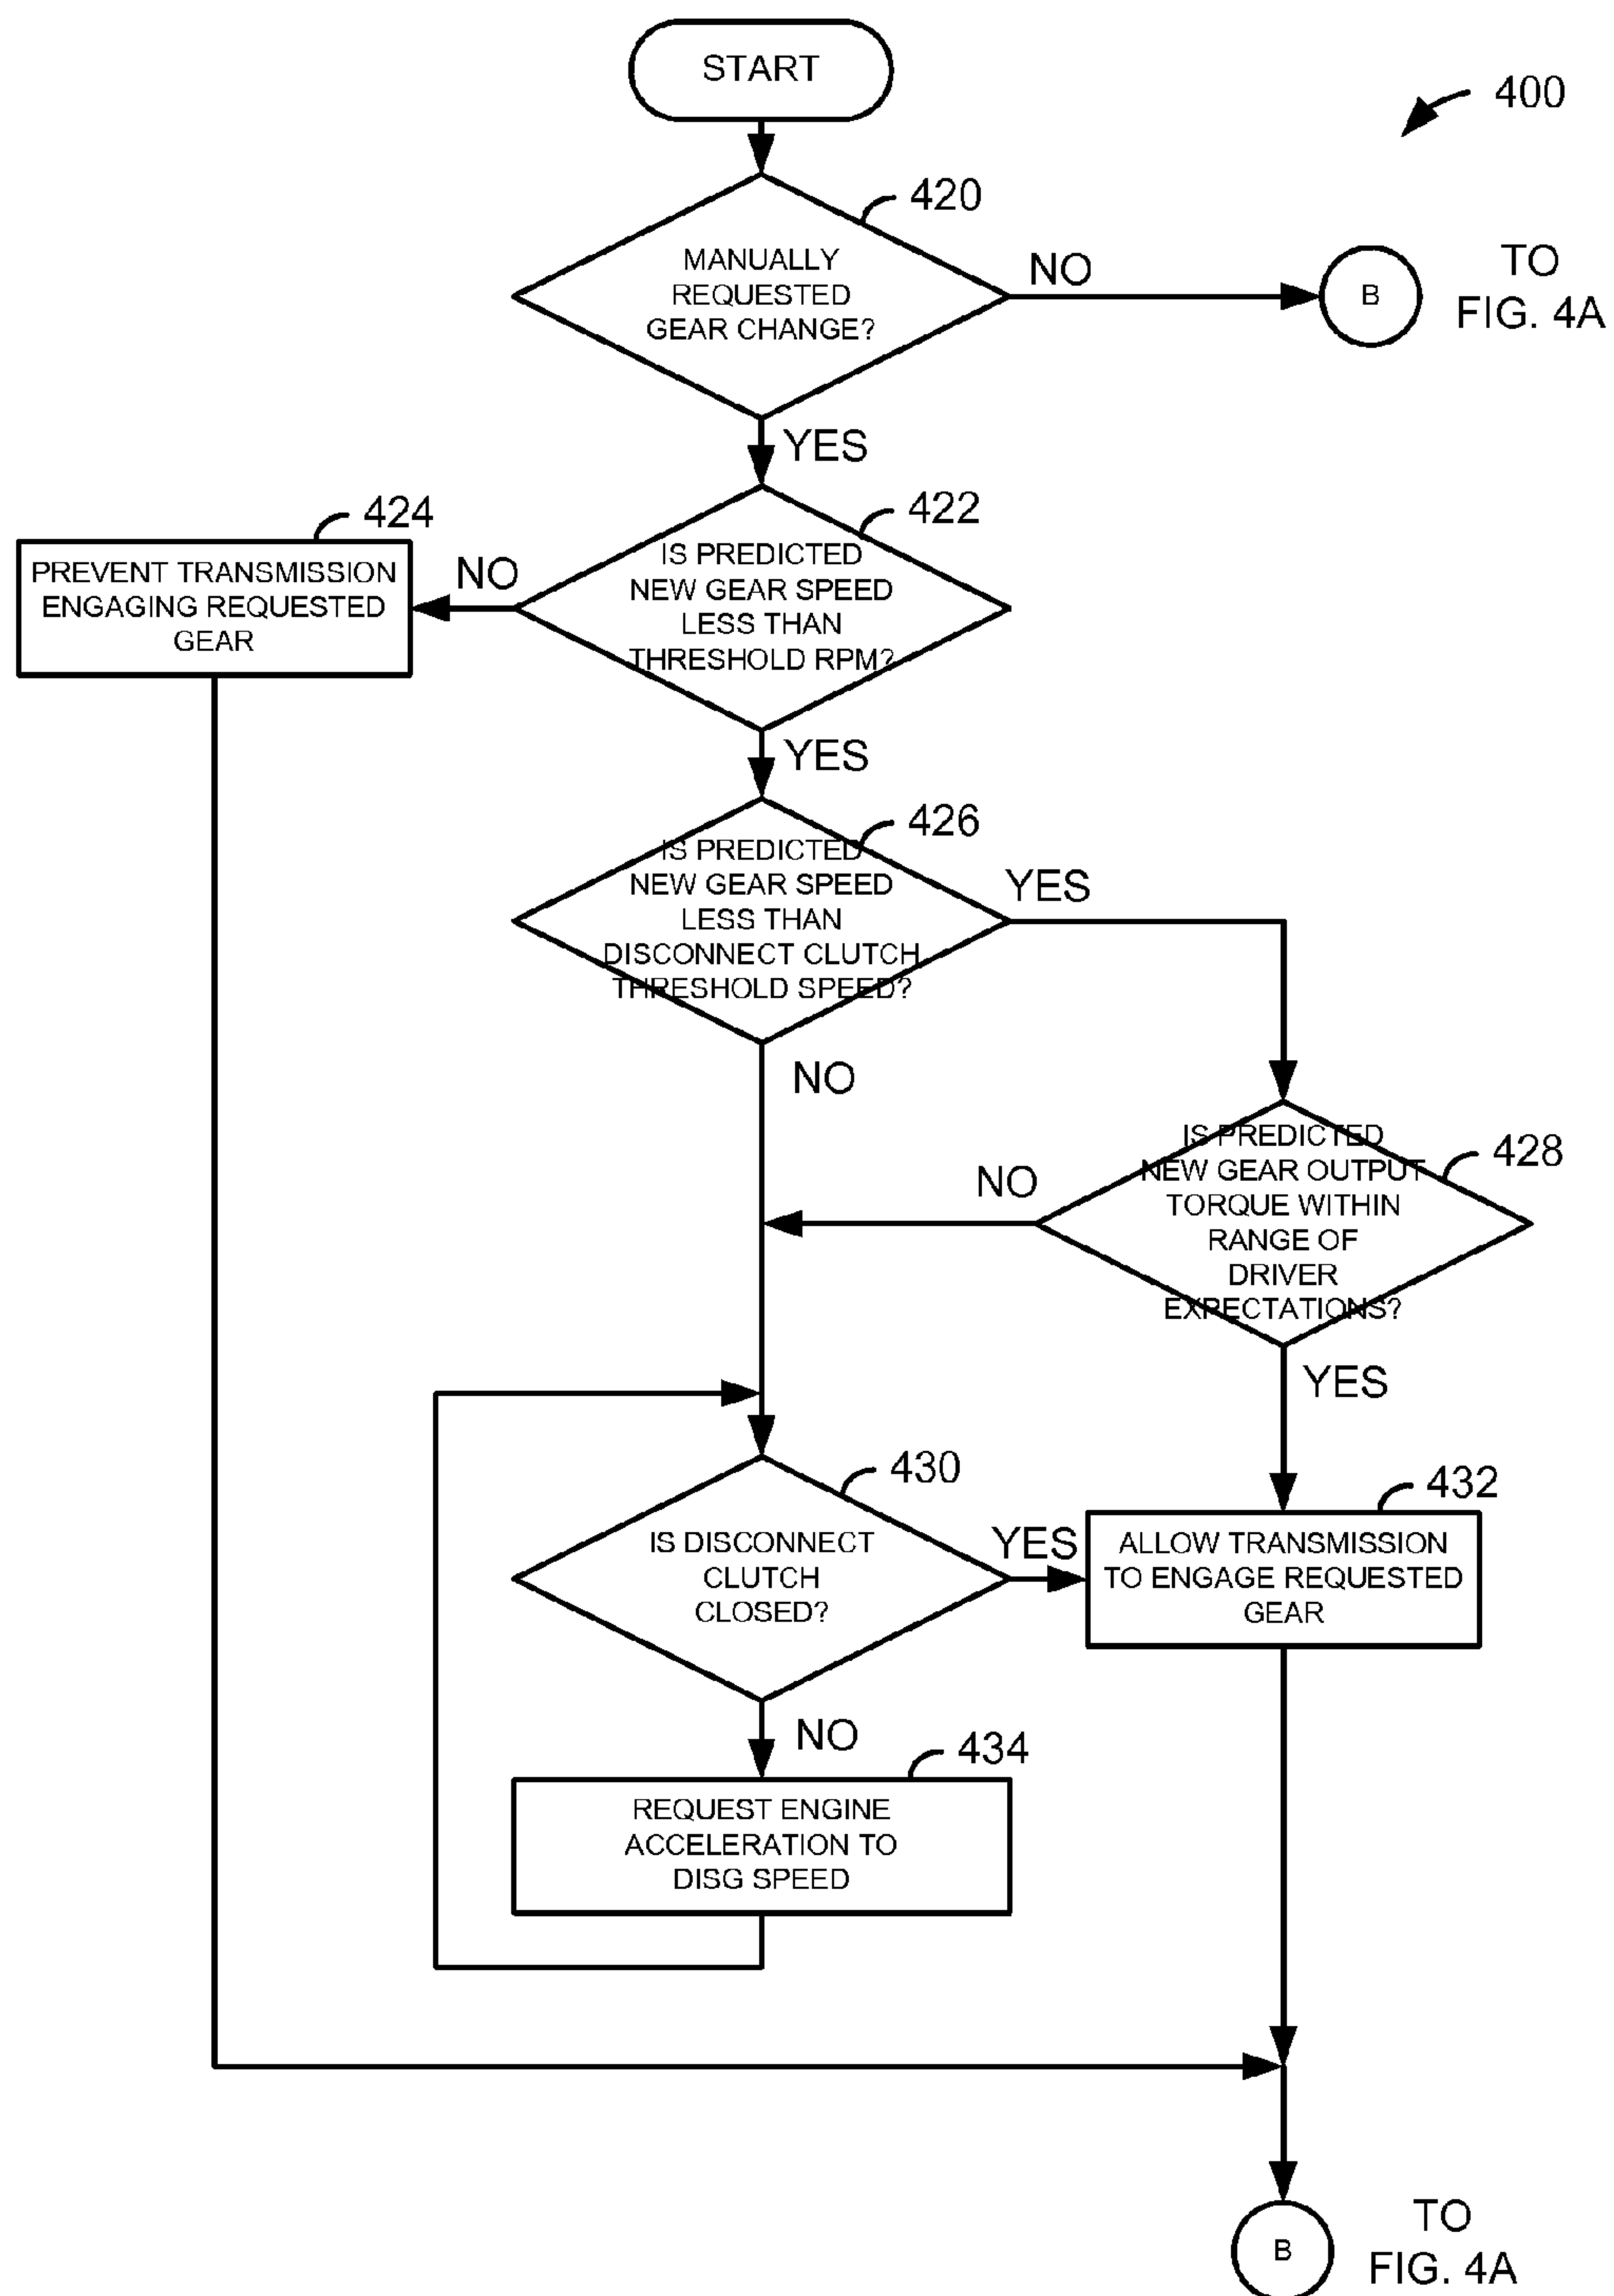 START
400
420
MANUALLY
REQUESTED
GEAR CHANGE?
NO
B
TO
FIG. 4A
YES
422
IS PREDICTED
NEW GEAR SPEED
LESS THAN
THRESHOLD RPM?
NO
424
PREVENT TRANSMISSION
ENGAGING REQUESTED
GEAR
YES
426
IS PREDICTED
NEW GEAR SPEED
LESS THAN
DISCONNECT CLUTCH
THRESHOLD SPEED?
YES
NO
428
IS PREDICTED
NEW GEAR OUTPUT
TORQUE WITHIN
RANGE OF
DRIVER
EXPECTATIONS?
NO
YES
430
IS DISCONNECT
CLUTCH
CLOSED?
YES
432
ALLOW TRANSMISSION
TO ENGAGE REQUESTED
GEAR
NO
434
REQUEST ENGINE
ACCELERATION TO
DISG SPEED
B
TO
FIG. 4A